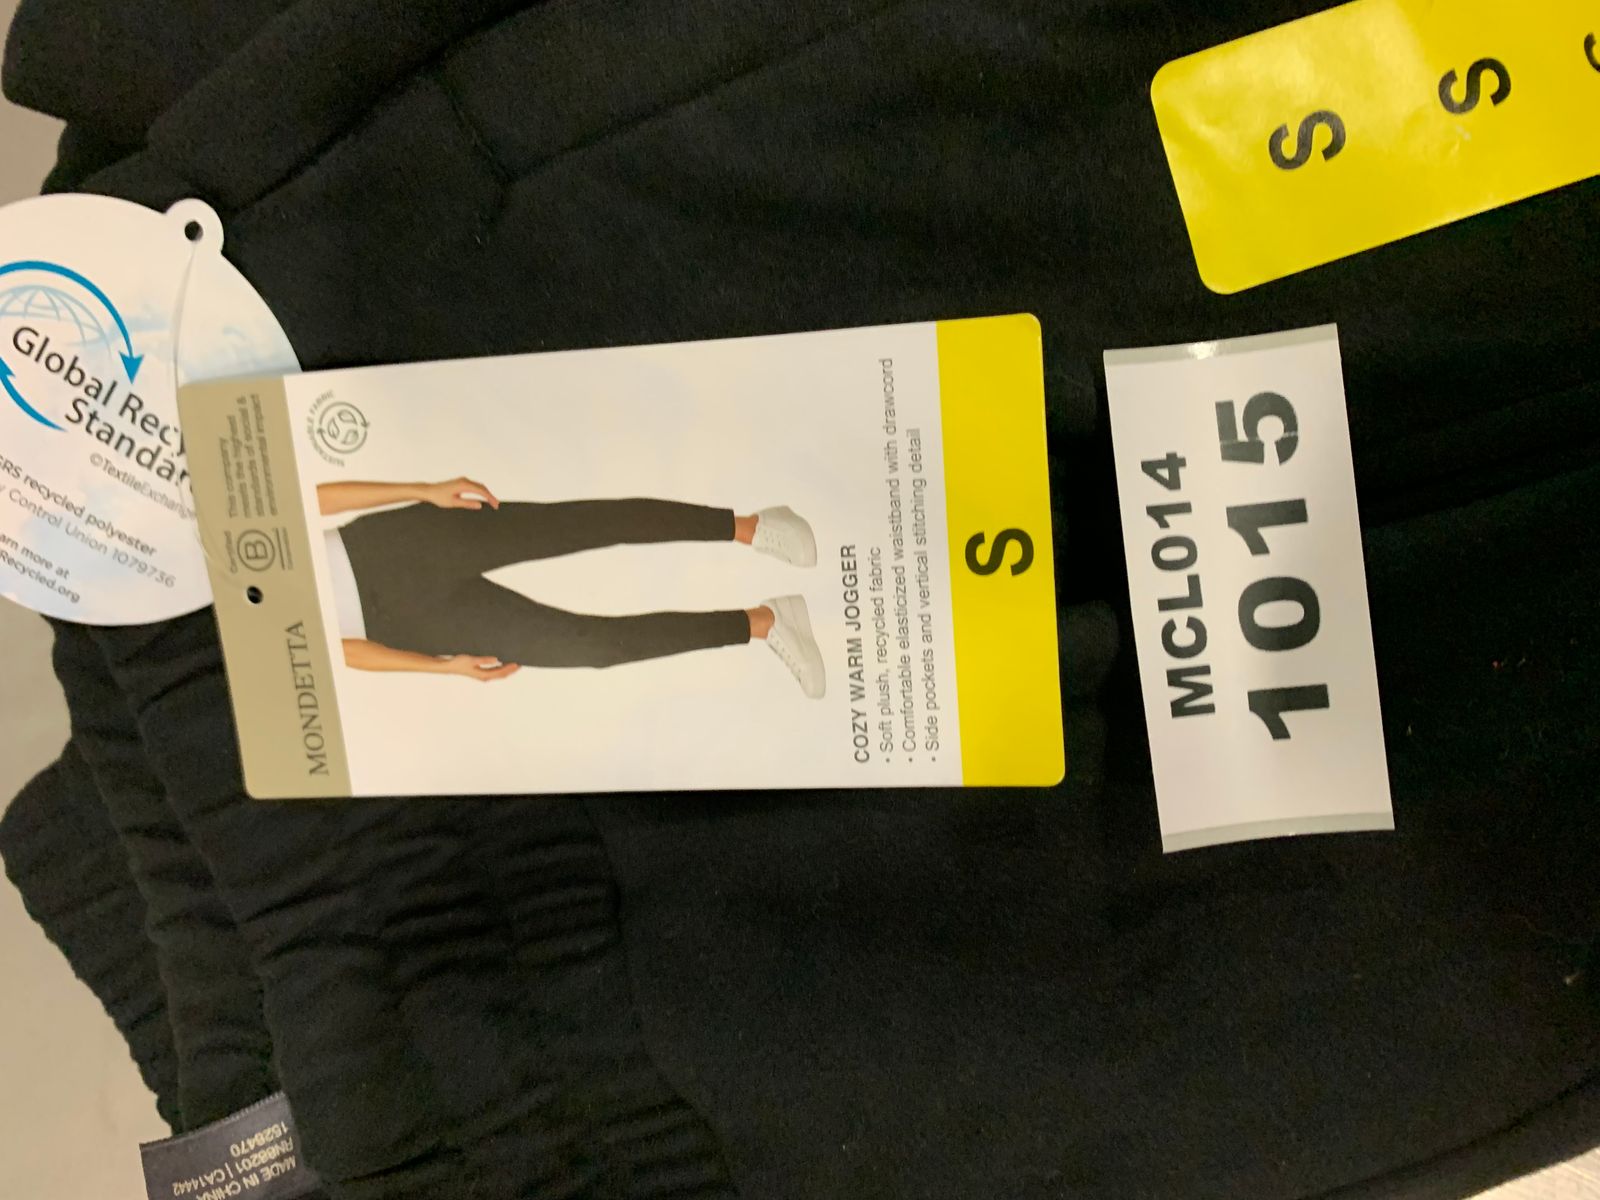 Global Recy
Standar
©TextileExchange
GRS recycled polyester
Control Union 1079736
arn more at
Recycled.org
MONDETTA
Certified
B
Corporation
This company
meets the highest
standards of social &
environmental impact
SUSTAINABLE FABRIC
COZY WARM JOGGER
• Soft plush, recycled fabric
• Comfortable elasticized waistband with drawcord
• Side pockets and vertical stitching detail
S
S
S
MCL014
1015
MADE IN CHINA
RN88201 | CA14442
1528470